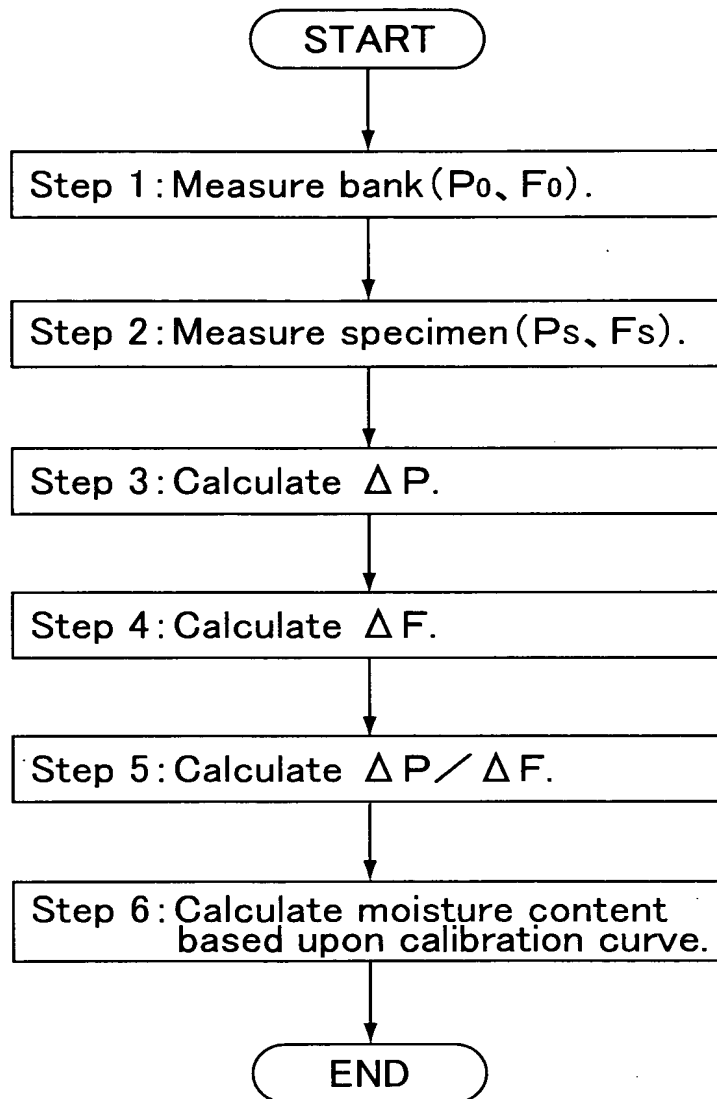 START
Step 1:Measure bank(P0、F0).
Step 2:Measure specimen(Ps、Fs).
Step 3:Calculate ΔP.
Step 4:Calculate ΔF.
Step 5:Calculate ΔP/ΔF.
Step 6:Calculate moisture content
based upon calibration curve.
END